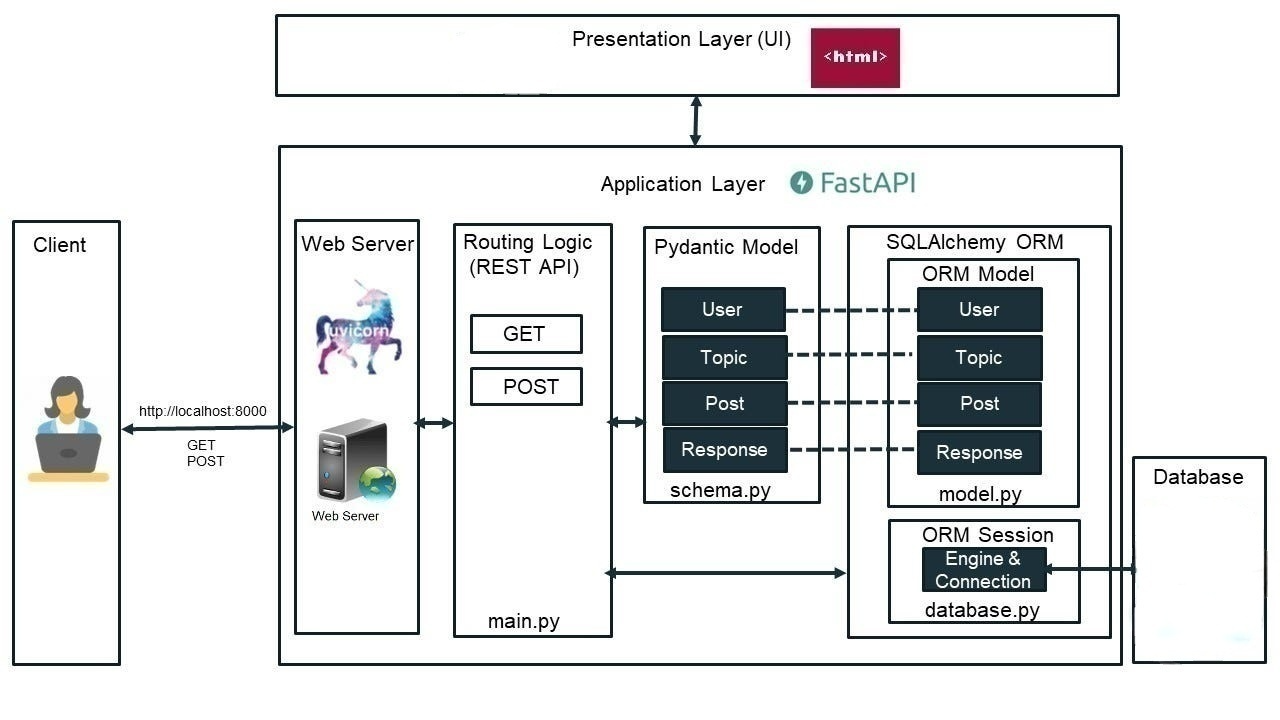 Presentation Layer (UI)
<html>
Application Layer
FastAPI
Client
http://localhost:8000
GET
POST
Web Server
uvicorn
Web Server
Routing Logic
(REST API)
GET
POST
main.py
Pydantic Model
User
Topic
Post
Response
schema.py
SQLAlchemy ORM
ORM Model
User
Topic
Post
Response
model.py
ORM Session
Engine &
Connection
database.py
Database